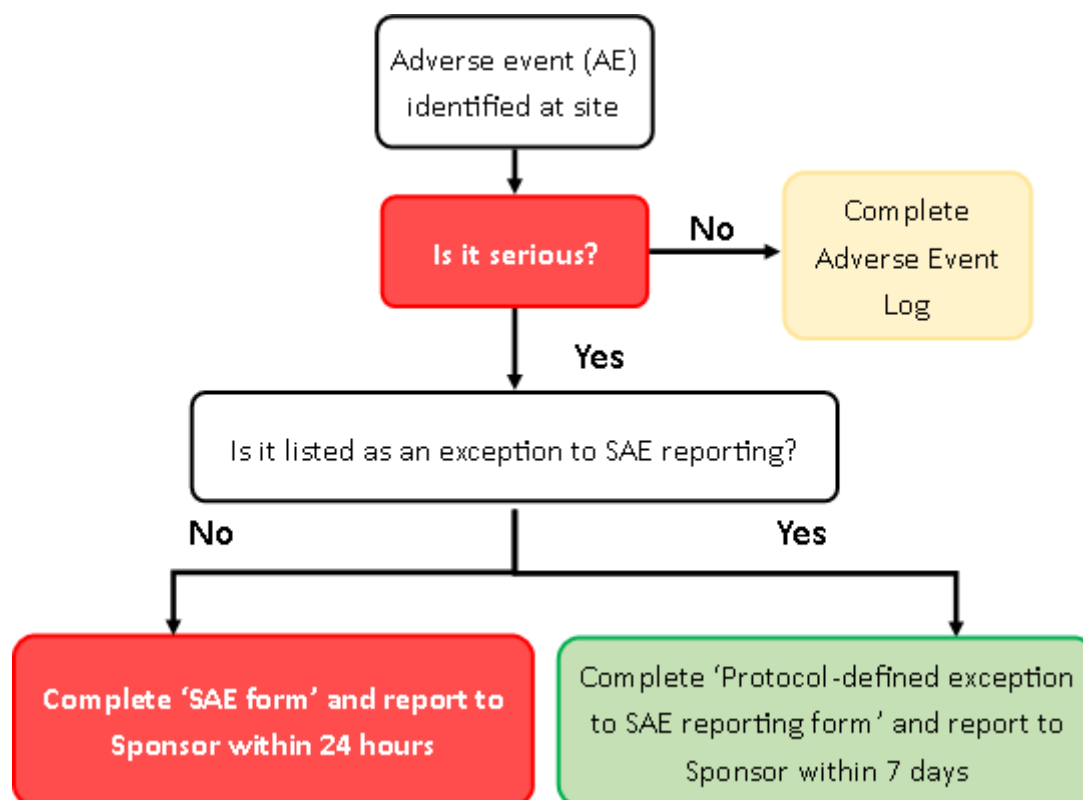 Adverse event (AE)
identified at site
Is it serious?
No
Complete
Adverse Event
Log
Yes
Is it listed as an exception to SAE reporting?
No
Yes
Complete ‘SAE form’ and report to
Sponsor within 24 hours
Complete ‘Protocol-defined exception
to SAE reporting form’ and report to
Sponsor within 7 days